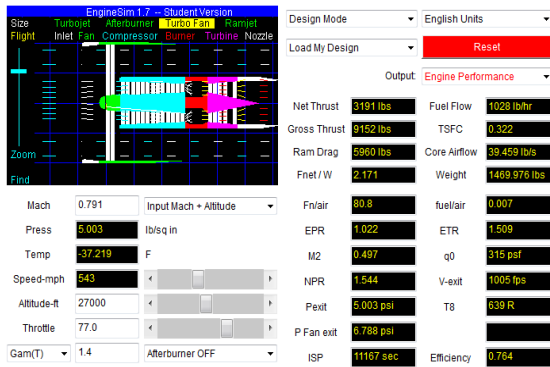 EngineSim 1.7 -- Student Version
Size Turbojet Afterburner Turbo Fan Ramjet
Flight Inlet Fan Compressor Burner Turbine Nozzle
Zoom
Find
Design Mode English Units
Load My Design Reset
Output: Engine Performance
Net Thrust 3191 lbs Fuel Flow 1028 lb/hr
Gross Thrust 9152 lbs TSFC 0.322
Ram Drag 5960 lbs Core Airflow 39.459 lb/s
Fnet / W 2.171 Weight 1469.976 lbs
Mach 0.791 Input Mach + Altitude
Press 5.003 lb/sq in
Temp -37.219 F
Speed-mph 543
Altitude-ft 27000
Throttle 77.0
Gam(T) 1.4 Afterburner OFF
Fn/air 80.8 fuel/air 0.007
EPR 1.022 ETR 1.509
M2 0.497 q0 315 psf
NPR 1.544 V-exit 1005 fps
Pexit 5.003 psi T8 639 R
P Fan exit 6.788 psi
ISP 11167 sec Efficiency 0.764